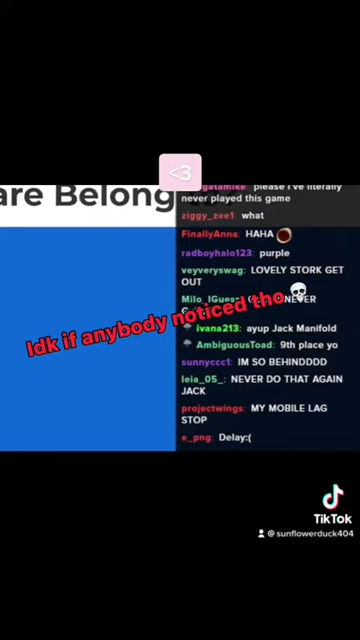 <3
are Belong
please I've literally
never played this game
ziggy_zee1: what
FinallyAnna: HAHA
radboyhalo123: purple
veyveryswag: LOVELY STORK GET
OUT
Milo_IGuess
NEVER
Idk if anybody noticed tho 💀
ivana213: ayup Jack Manifold
AmbiguousToad: 9th place yo
sunnyccc1: IM SO BEHINDDDD
leia_05_: NEVER DO THAT AGAIN
JACK
projectwings: MY MOBILE LAG
STOP
e_png: Delay:(
TikTok
@sunflowerduck404